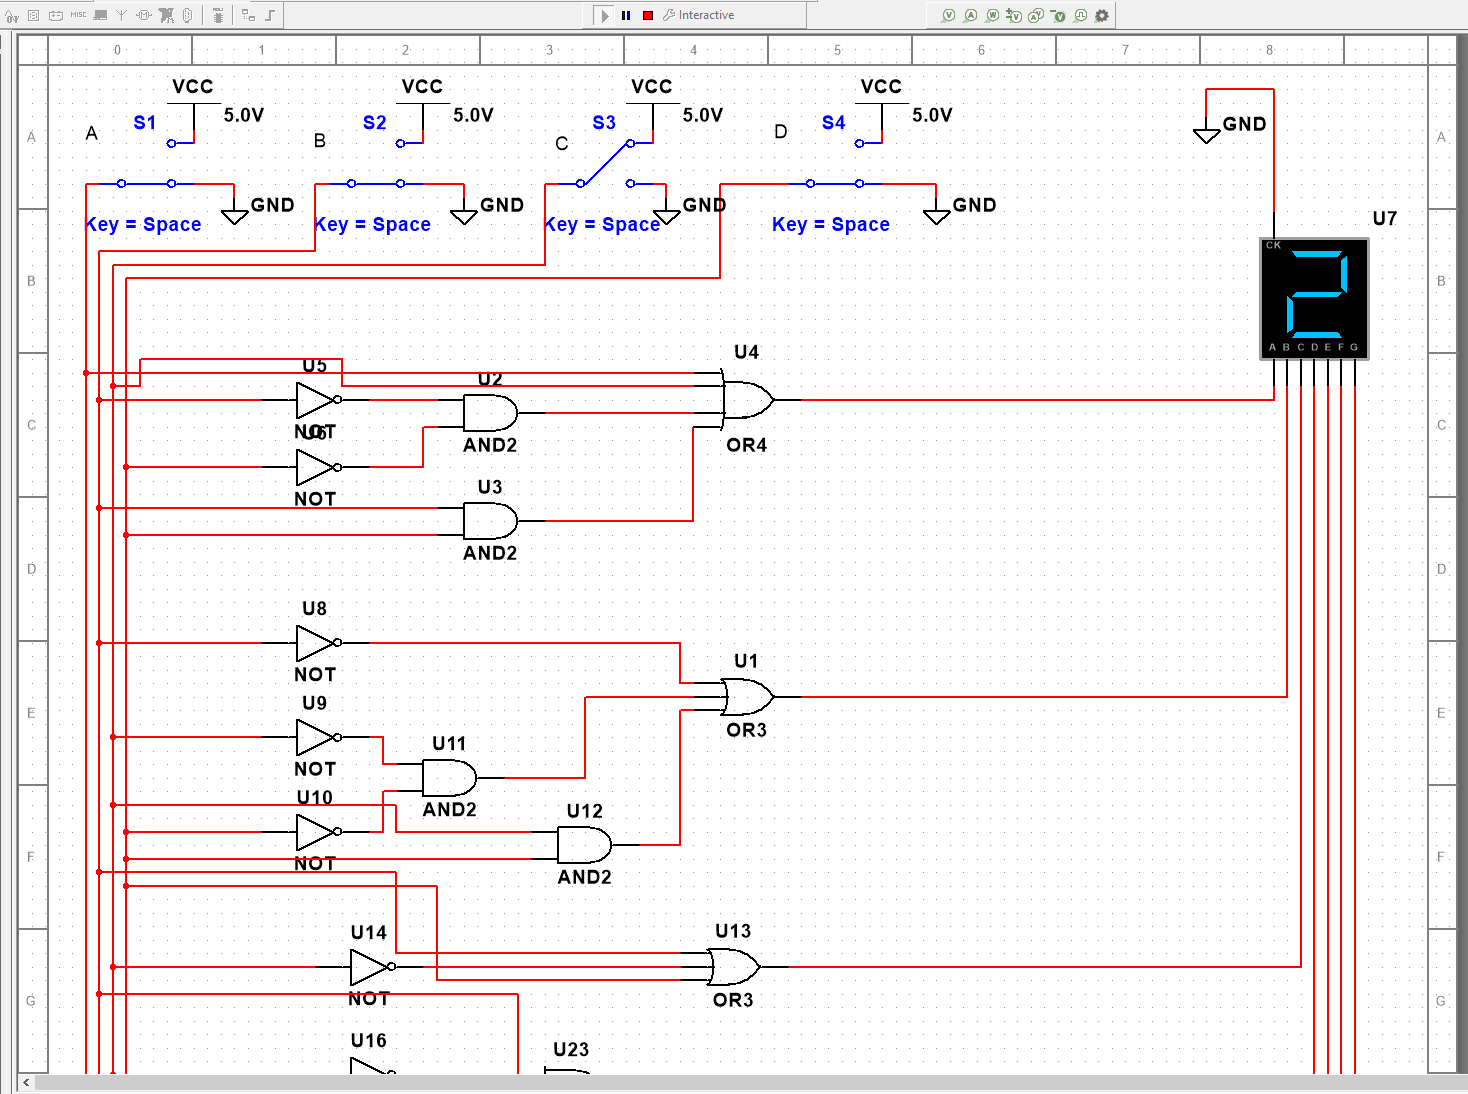 MISC
Interactive
V A W V A V
0 1 2 3 4 5 6 7 8
VCC VCC VCC VCC
5.0V 5.0V 5.0V 5.0V
S1 S2 S3 S4
A B C D
GND
A A
GND GND GND GND
Key = Space Key = Space Key = Space Key = Space
U7
CK
B B
A B C D E F G
U4
U5
U2
C C
NOT U6
AND2 OR4
U3
NOT
AND2
D D
U8
U1
NOT
U9
E E
OR3
U11
NOT
U10
AND2 U12
F F
NOT
AND2
U14 U13
NOT OR3
G G
U16
U23